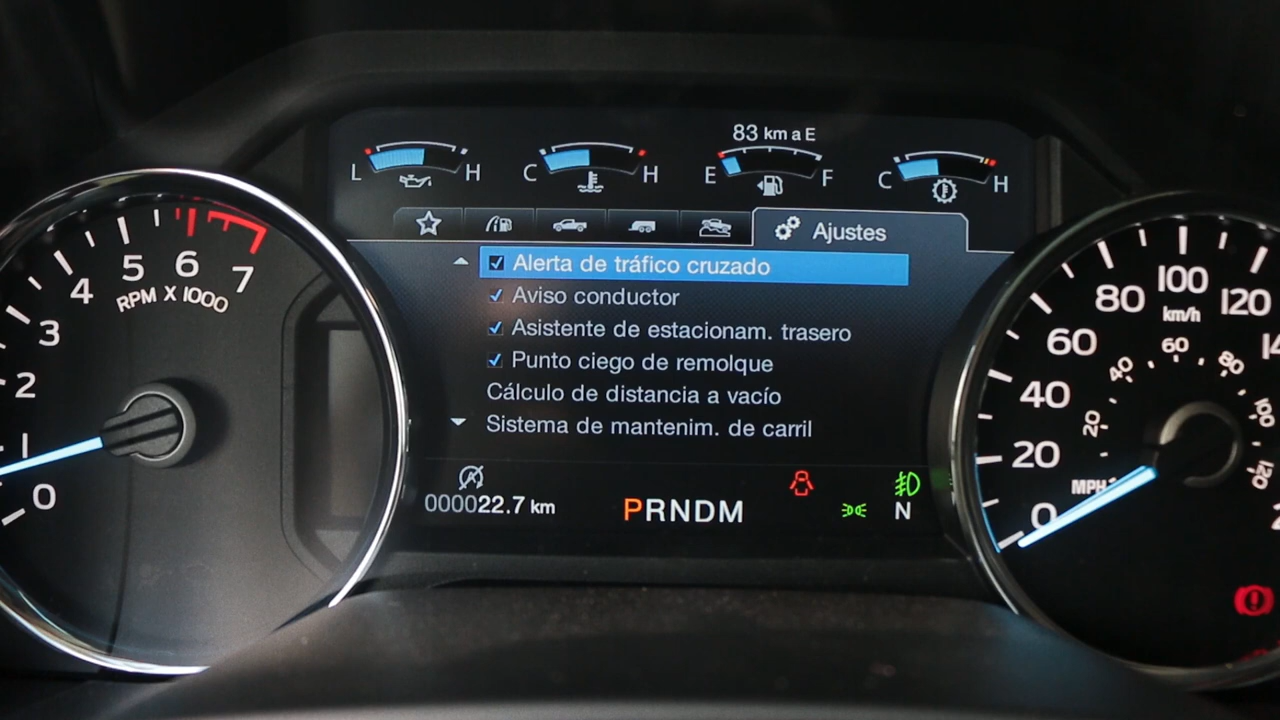 83 km a E
L H
C H
E F
C H
Ajustes
Alerta de tráfico cruzado
Aviso conductor
Asistente de estacionam. trasero
Punto ciego de remolque
Cálculo de distancia a vacío
Sistema de mantenim. de carril
000022.7 km
PRNDM
N
0 1 2 3 4 5 6 7
RPM X 1000
0 20 40 60 80 100 120
km/h
20 40 60 80 100 120
MPH